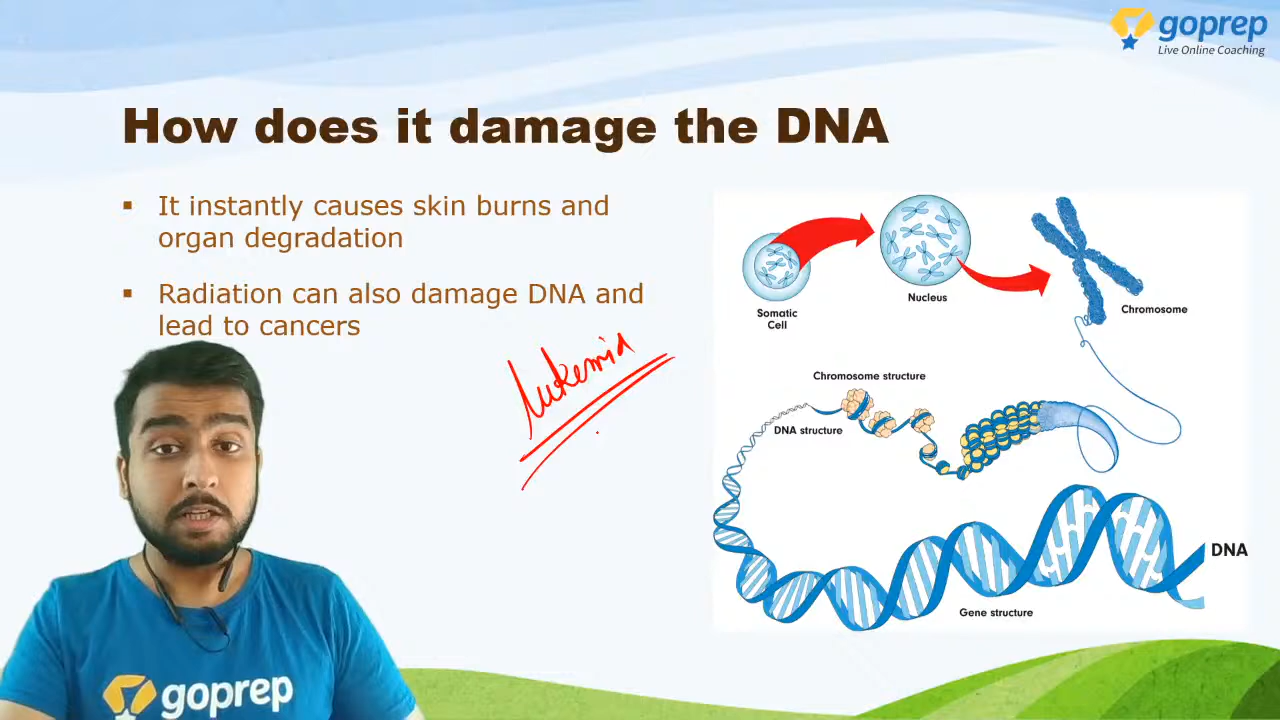 goprep
Live Online Coaching
How does it damage the DNA
▪ It instantly causes skin burns and
organ degradation
▪ Radiation can also damage DNA and
lead to cancers
lukemia
Somatic
Cell
Nucleus
Chromosome
Chromosome structure
DNA structure
DNA
Gene structure
goprep